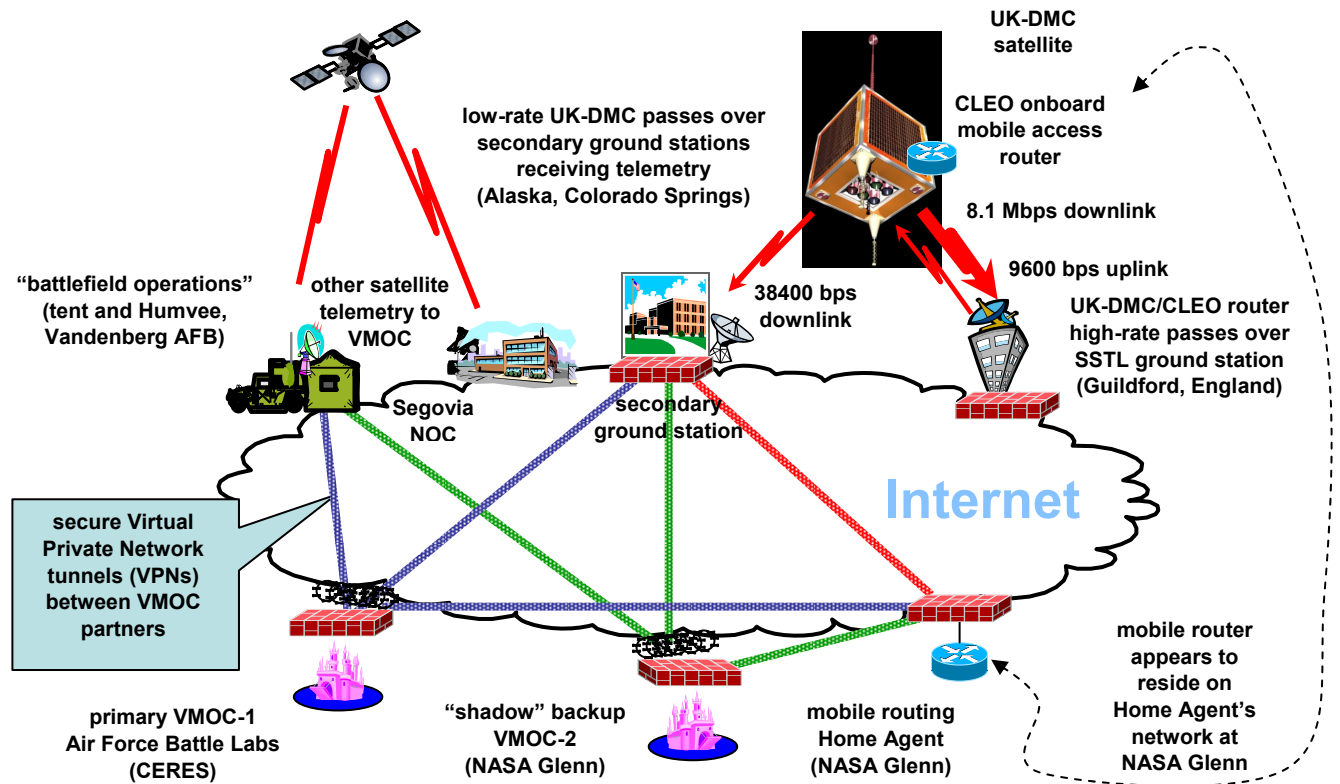 UK-DMC
satellite
CLEO onboard
mobile access
router
low-rate UK-DMC passes over
secondary ground stations
receiving telemetry
(Alaska, Colorado Springs)
8.1 Mbps downlink
9600 bps uplink
“battlefield operations”
(tent and Humvee,
Vandenberg AFB)
other satellite
telemetry to
VMOC
38400 bps
downlink
UK-DMC/CLEO router
high-rate passes over
SSTL ground station
(Guildford, England)
Segovia
NOC
secondary
ground station
Internet
secure Virtual
Private Network
tunnels (VPNs)
between VMOC
partners
primary VMOC-1
Air Force Battle Labs
(CERES)
“shadow” backup
VMOC-2
(NASA Glenn)
mobile routing
Home Agent
(NASA Glenn)
mobile router
appears to
reside on
Home Agent’s
network at
NASA Glenn